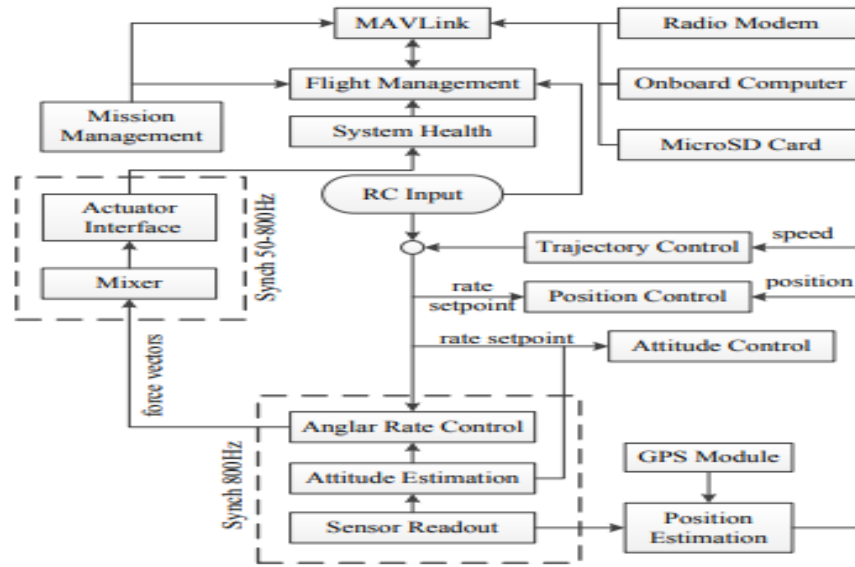 MAVLink
Radio Modem
Flight Management
Onboard Computer
Mission
Management
System Health
MicroSD Card
RC Input
Actuator
Interface
Synch 50-800Hz
Trajectory Control
speed
Mixer
rate
setpoint
Position Control
position
rate setpoint
Attitude Control
force vectors
Anglar Rate Control
Synch 800Hz
Attitude Estimation
GPS Module
Sensor Readout
Position
Estimation